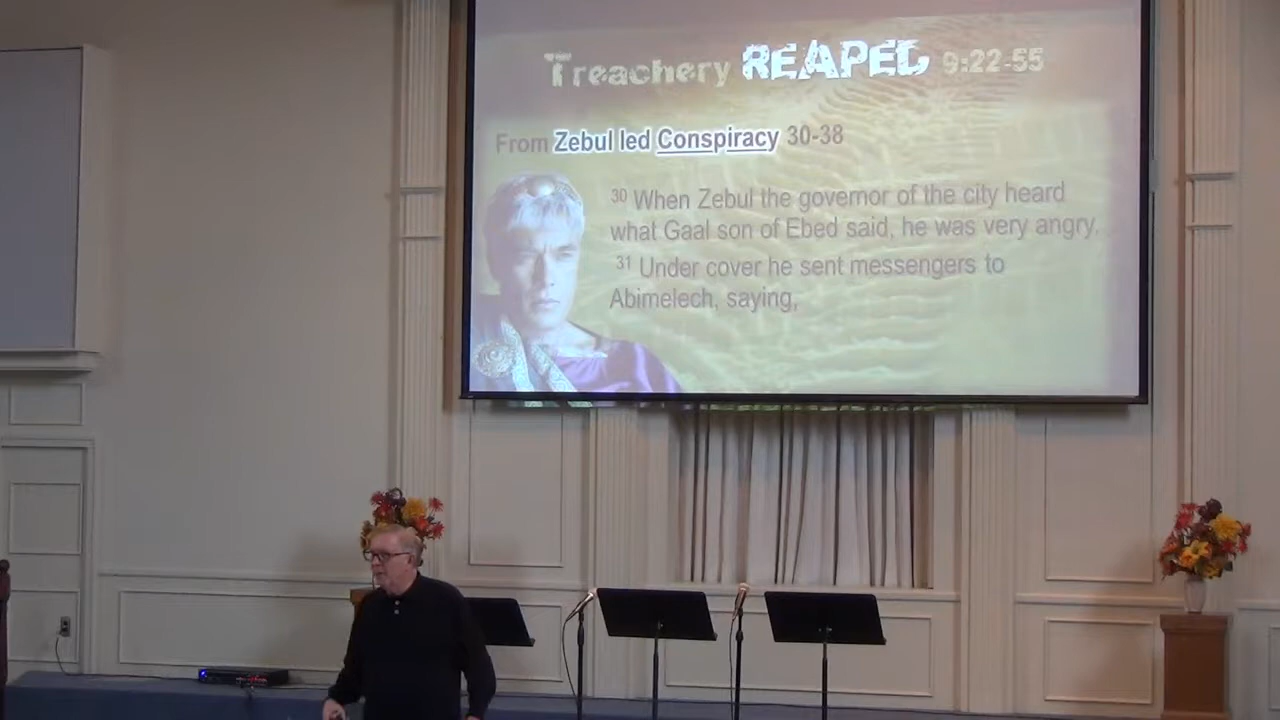 Treachery REAPED 9:22-55
From Zebul led Conspiracy 30-38
30 When Zebul the governor of the city heard
what Gaal son of Ebed said, he was very angry.
31 Under cover he sent messengers to
Abimelech, saying,